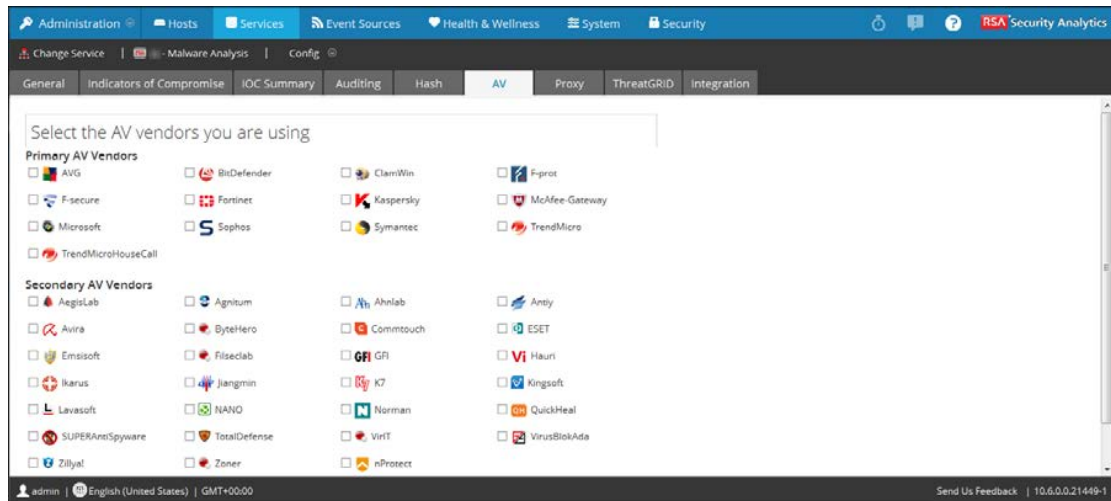 Administration Hosts Services Event Sources Health & Wellness System Security RSA Security Analytics
Change Service | - Malware Analysis | Config
General Indicators of Compromise IOC Summary Auditing Hash AV Proxy ThreatGRID Integration
Select the AV vendors you are using
Primary AV Vendors
AVG BitDefender ClamWin F-prot
F-secure Fortinet Kaspersky McAfee-Gateway
Microsoft Sophos Symantec TrendMicro
TrendMicroHouseCall
Secondary AV Vendors
AegisLab Agnitum Ahnlab Antiy
Avira ByteHero Commtouch ESET
Emsisoft Filseclab GFI GFI Hauri
Ikarus Jiangmin K7 Kingsoft
Lavasoft NANO Norman QuickHeal
SUPERAntiSpyware TotalDefense VirIT VirusBlokAda
Zillya! Zoner nProtect
admin | English (United States) | GMT+00:00 Send Us Feedback | 10.6.0.0.21449-1